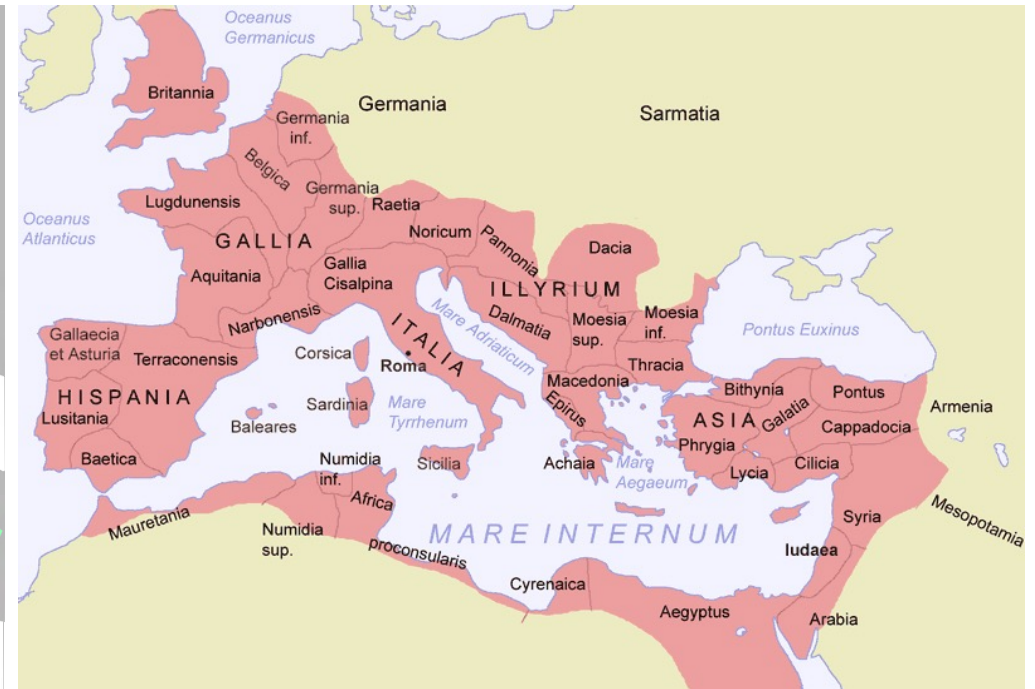 Oceanus
Germanicus
Britannia
Germania
Sarmatia
Germania
inf.
Belgica
Germania
sup.
Raetia
Lugdunensis
Oceanus
Atlanticus
GALLIA
Noricum
Pannonia
Dacia
Aquitania
Gallia
Cisalpina
ILLYRIUM
Mare Adriaticum
Dalmatia
Moesia
sup.
Moesia
inf.
Pontus Euxinus
Narbonensis
ITALIA
Gallaecia
et Asturia
Terraconensis
Corsica
Roma
Thracia
HISPANIA
Sardinia
Mare
Tyrrhenum
Macedonia
Epirus
Bithynia
Pontus
Armenia
Lusitania
Baleares
ASIA
Galatia
Cappadocia
Phrygia
Baetica
Numidia
inf.
Sicilia
Achaia
Mare
Aegaeum
Lycia
Cilicia
Africa
proconsularis
Mauretania
Numidia
sup.
MARE INTERNUM
Syria
Mesopotamia
Iudaea
Cyrenaica
Aegyptus
Arabia